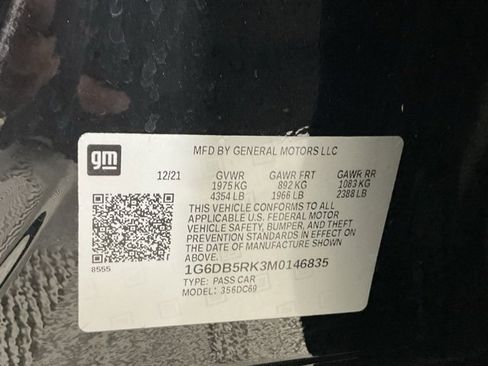 gm
MFD BY GENERAL MOTORS LLC
12/21 GVWR GAWR FRT GAWR RR
1975 KG 892 KG 1083 KG
4354 LB 1966 LB 2388 LB
THIS VEHICLE CONFORMS TO ALL
APPLICABLE U.S. FEDERAL MOTOR
VEHICLE SAFETY, BUMPER, AND THEFT
PREVENTION STANDARDS IN EFFECT ON
THE DATE OF MANUFACTURE SHOWN
ABOVE.
8555
1G6DB5RK3M0146835
TYPE: PASS CAR
MODEL: 356DC69